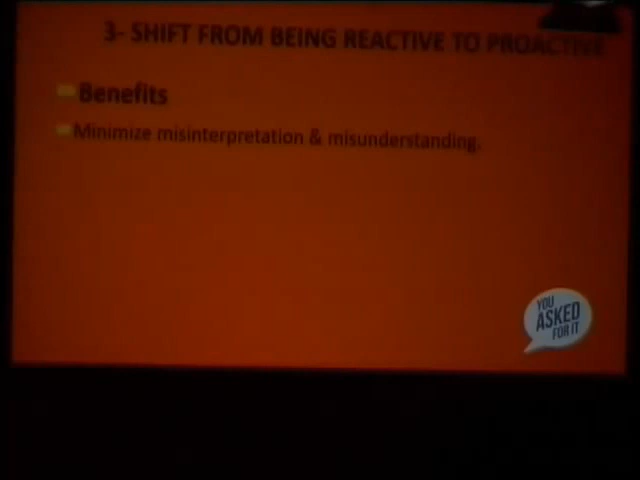 3- SHIFT FROM BEING REACTIVE TO PROACTIVE
Benefits
Minimize misinterpretation & misunderstanding.
YOU
ASKED
FOR IT